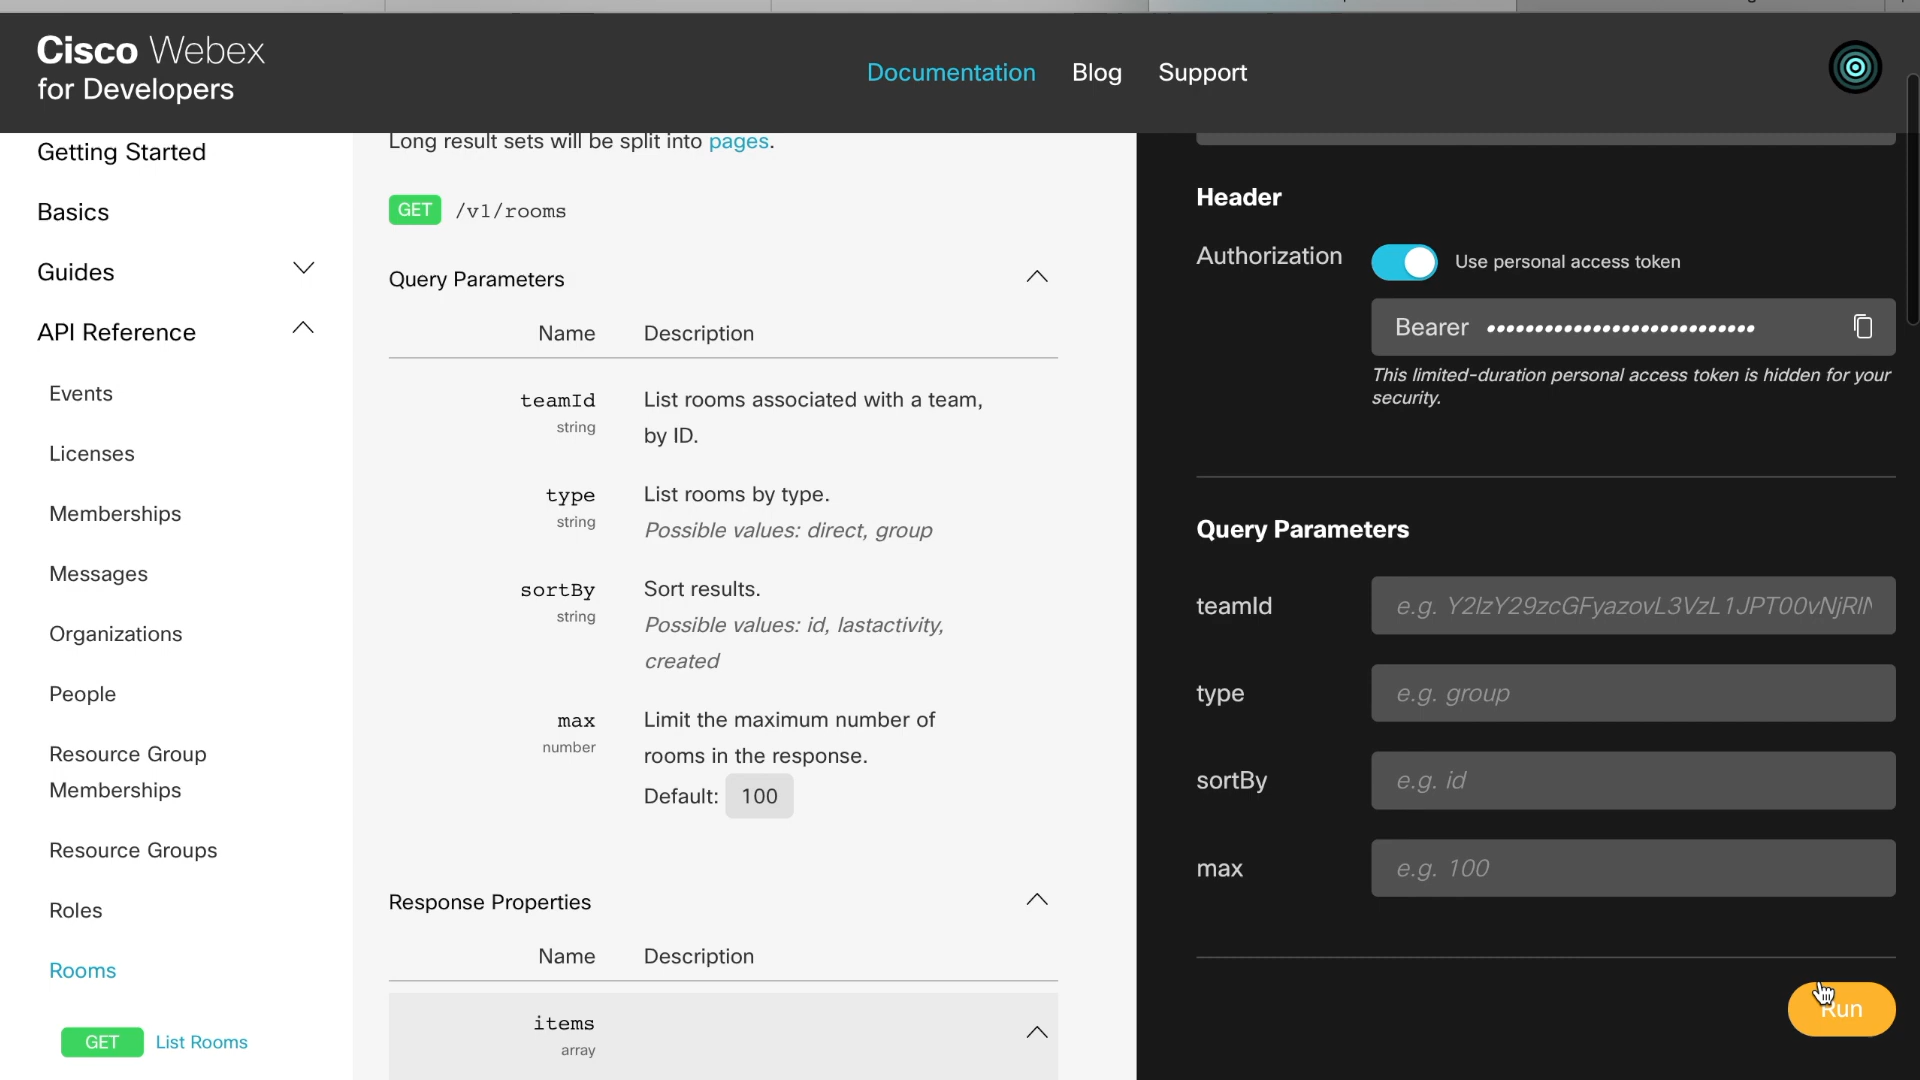 Cisco Webex
for Developers
Documentation
Blog
Support
Getting Started
Basics
Guides
API Reference
Events
Licenses
Memberships
Messages
Organizations
People
Resource Group
Memberships
Resource Groups
Roles
Rooms
GET List Rooms
Long result sets will be split into pages.
GET /v1/rooms
Query Parameters
Name Description
teamId List rooms associated with a team,
string by ID.
type List rooms by type.
string Possible values: direct, group
sortBy Sort results.
string Possible values: id, lastactivity,
created
max Limit the maximum number of
number rooms in the response.
Default: 100
Response Properties
Name Description
items
array
Header
Authorization Use personal access token
Bearer ••••••••••••••••••••••••••••
This limited-duration personal access token is hidden for your
security.
Query Parameters
teamId e.g.
type e.g. group
sortBy e.g. id
max e.g. 100
Run